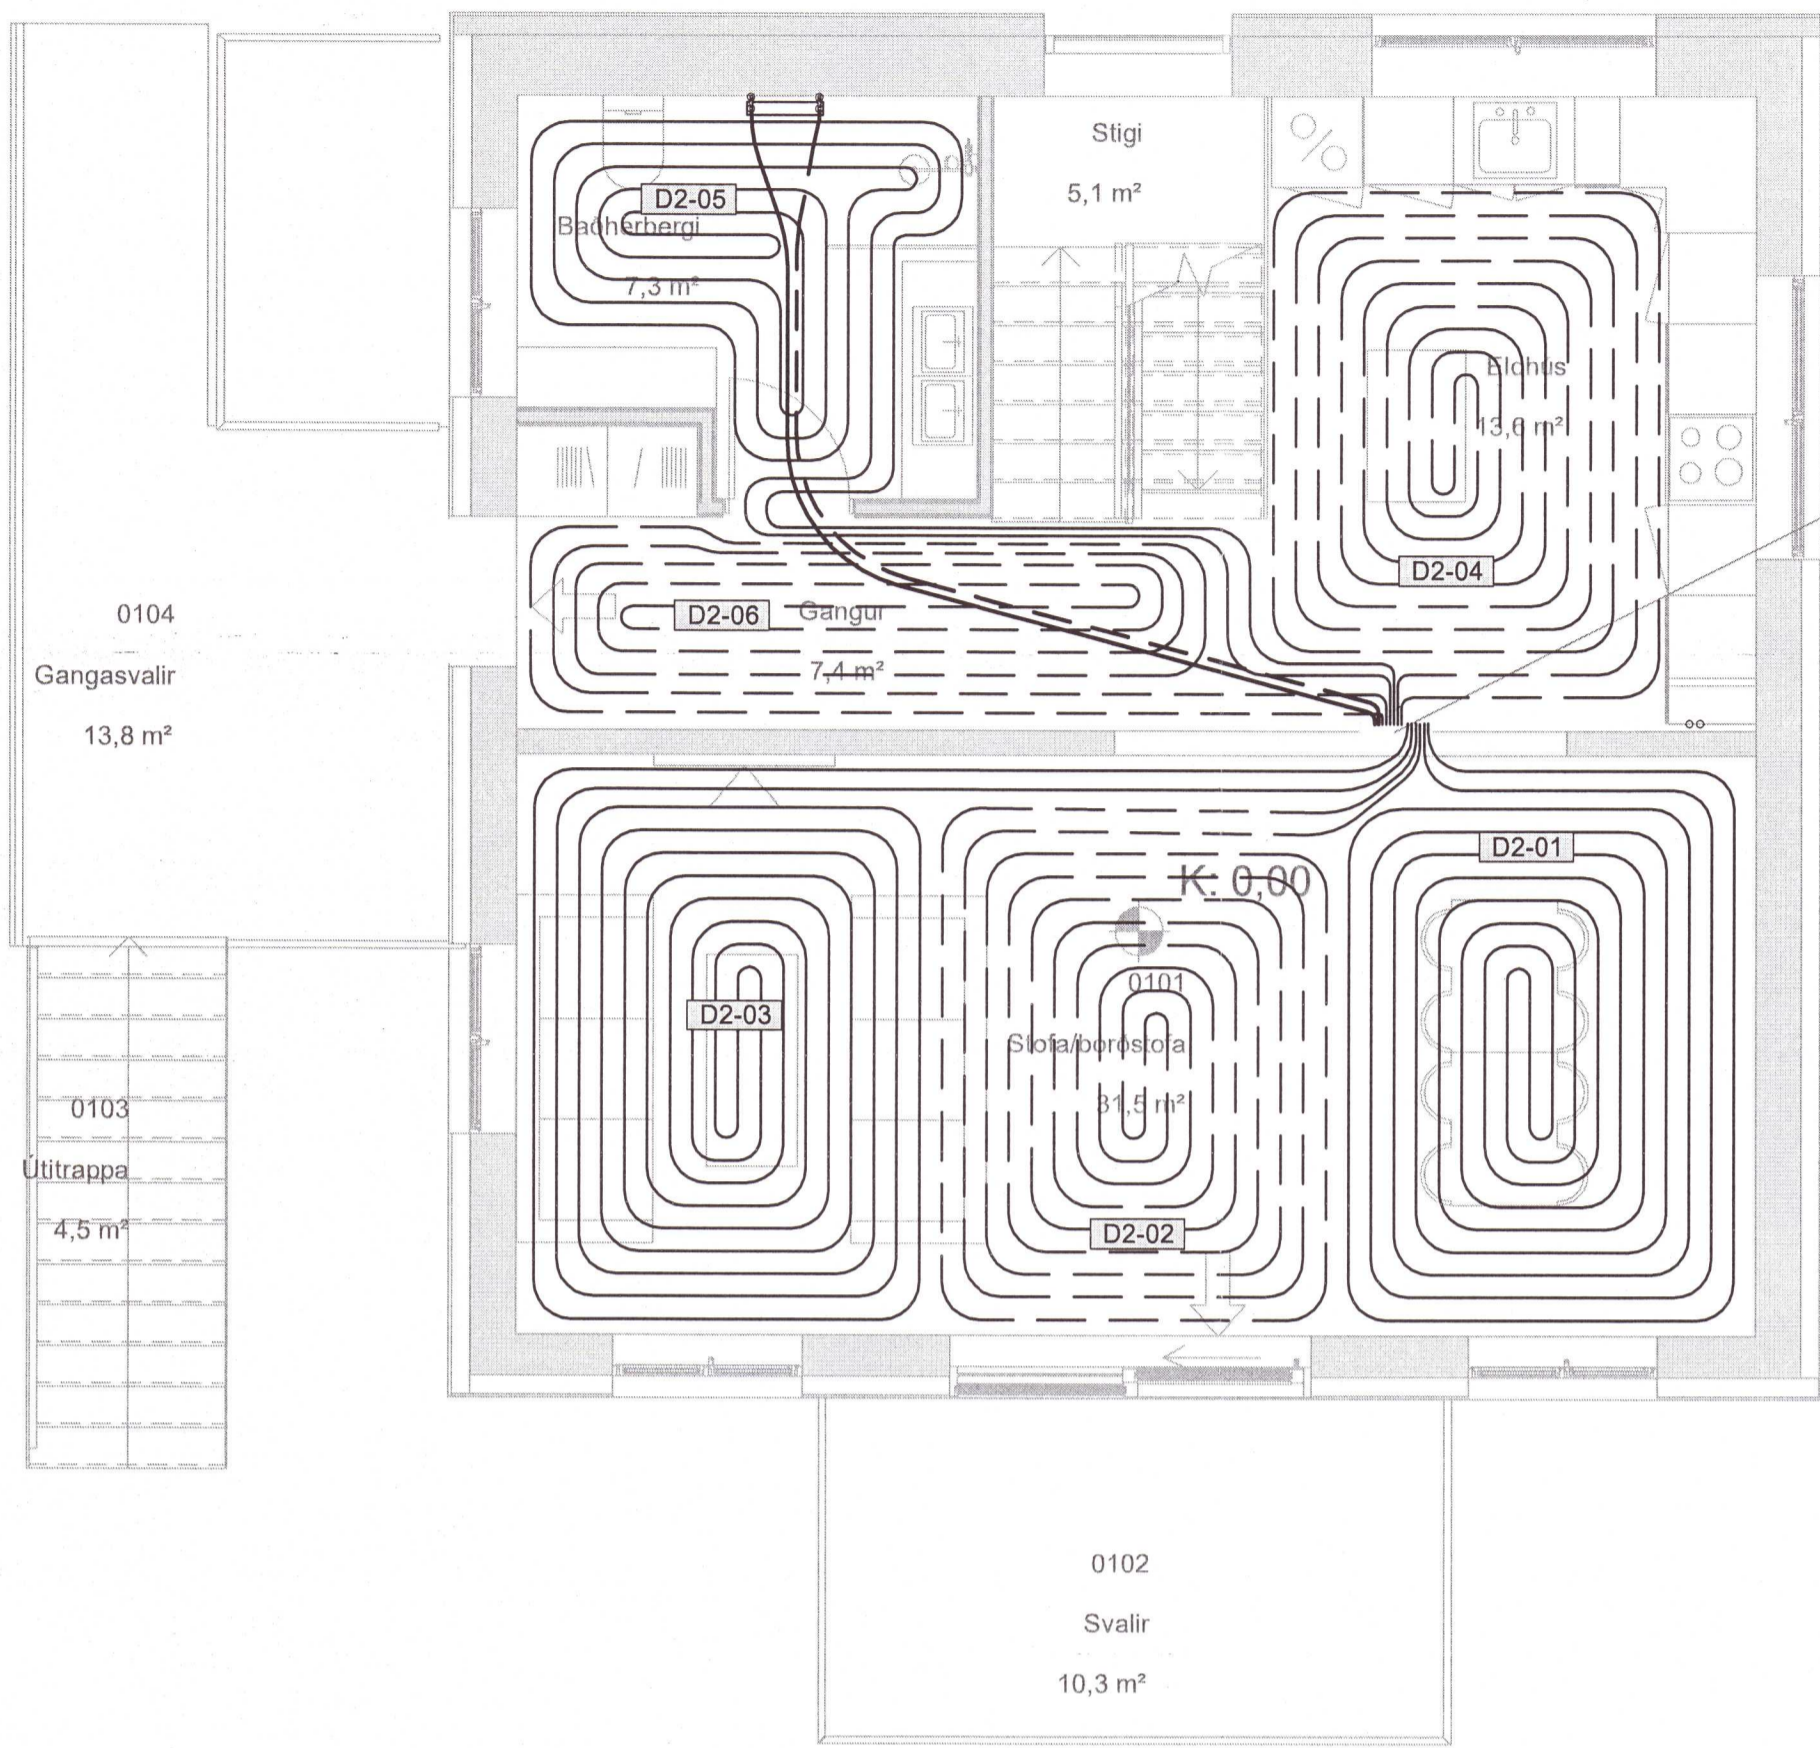 Stigi
5,1 m²
D2-05
Baðherbergi
7,3 m²
Eldhús
13,6 m²
D2-04
0104
Gangasvalir
13,8 m²
D2-06
Gangur
7,4 m²
D2-01
K: 0,00
0101
D2-03
Stofa/borðstofa
31,5 m²
0103
Útitrappa
4,5 m²
D2-02
0102
Svalir
10,3 m²